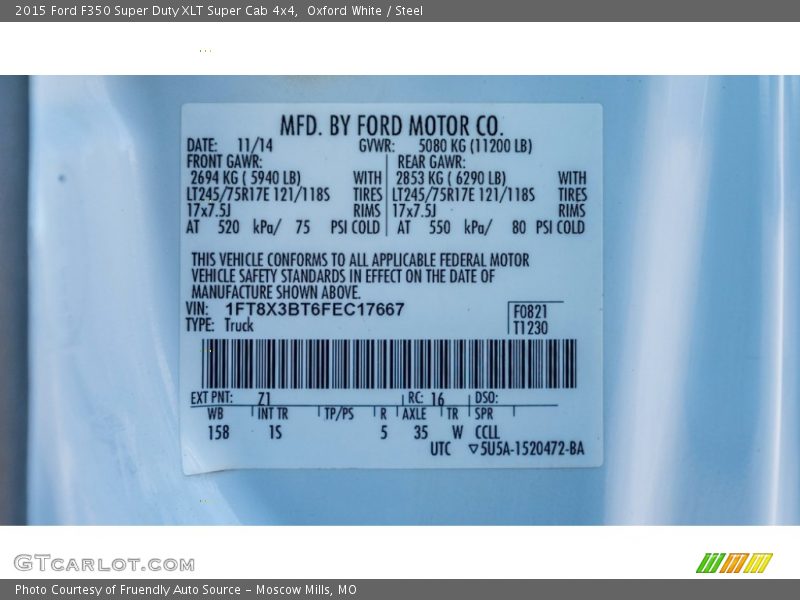 2015 Ford F350 Super Duty XLT Super Cab 4x4, Oxford White / Steel
MFD. BY FORD MOTOR CO.
DATE: 11/14 GVWR: 5080 KG (11200 LB)
FRONT GAWR: REAR GAWR:
2694 KG ( 5940 LB) WITH 2853 KG ( 6290 LB) WITH
LT245/75R17E 121/118S TIRES LT245/75R17E 121/118S TIRES
17x7.5J RIMS 17x7.5J RIMS
AT 520 kPa/ 75 PSI COLD AT 550 kPa/ 80 PSI COLD
THIS VEHICLE CONFORMS TO ALL APPLICABLE FEDERAL MOTOR
VEHICLE SAFETY STANDARDS IN EFFECT ON THE DATE OF
MANUFACTURE SHOWN ABOVE.
VIN: 1FT8X3BT6FEC17667 F0821
TYPE: Truck T1230
EXT PNT: Z1 RC: 16 DSO:
WB INT TR TP/PS R AXLE TR SPR
158 1S 5 35 W CCLL
UTC ▽5U5A-1520472-BA
GTCARLOT.COM
Photo Courtesy of Fruendly Auto Source - Moscow Mills, MO